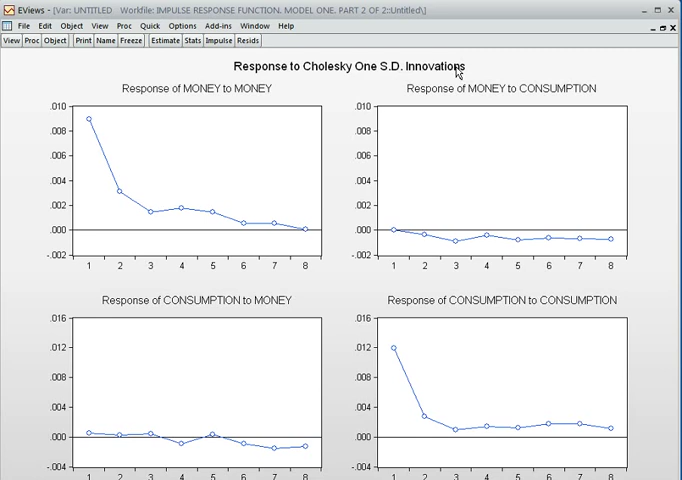 EViews - [Var: UNTITLED Workfile: IMPULSE RESPONSE FUNCTION. MODEL ONE. PART 2 OF 2::Untitled\]
File Edit Object View Proc Quick Options Add-ins Window Help
View Proc Object Print Name Freeze Estimate Stats Impulse Resids
Response to Cholesky One S.D. Innovations
Response of MONEY to MONEY
.010
.008
.006
.004
.002
.000
-.002
1 2 3 4 5 6 7 8
Response of MONEY to CONSUMPTION
.010
.008
.006
.004
.002
.000
-.002
1 2 3 4 5 6 7 8
Response of CONSUMPTION to MONEY
.016
.012
.008
.004
.000
-.004
1 2 3 4 5 6 7 8
Response of CONSUMPTION to CONSUMPTION
.016
.012
.008
.004
.000
-.004
1 2 3 4 5 6 7 8